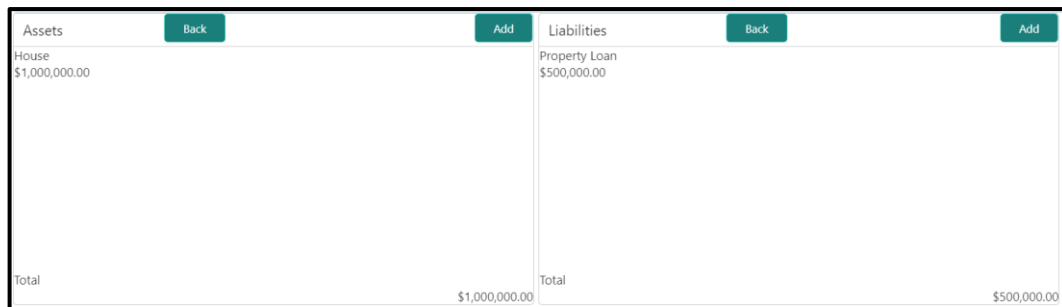 Assets
Back
Add
House
$1,000,000.00
Total
$1,000,000.00
Liabilities
Back
Add
Property Loan
$500,000.00
Total
$500,000.00